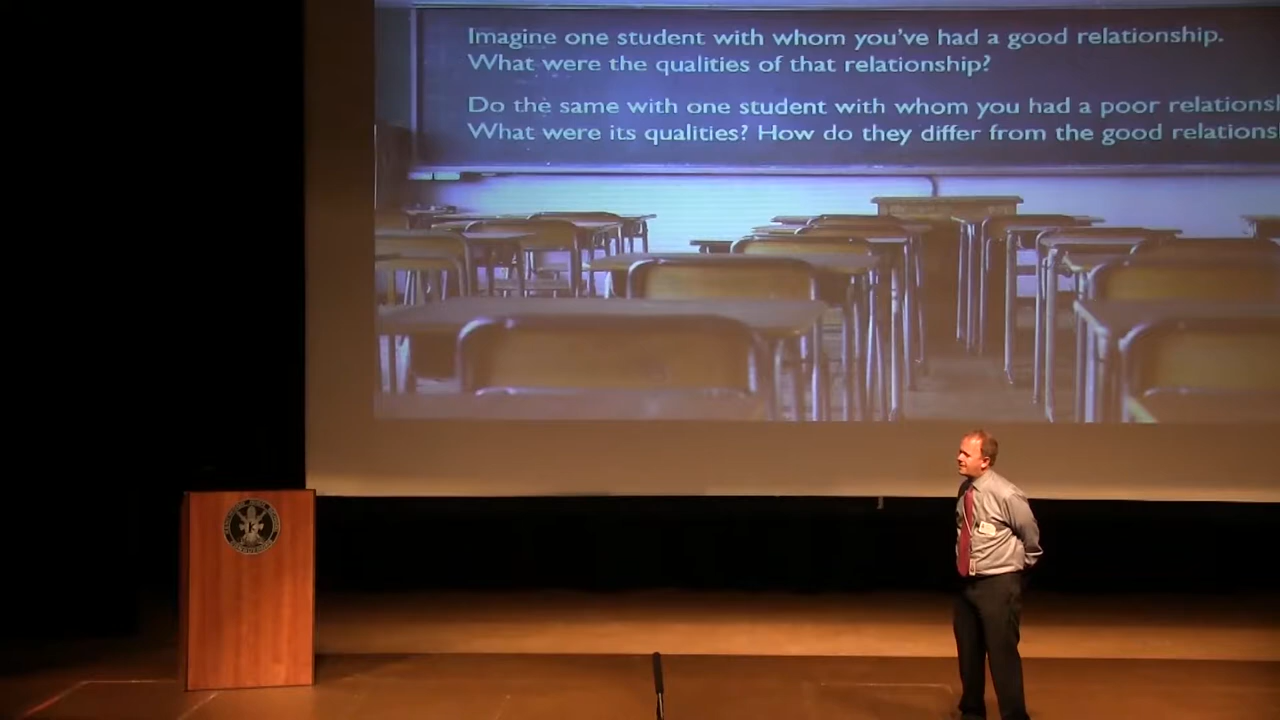 Imagine one student with whom you've had a good relationship.
What were the qualities of that relationship?
Do the same with one student with whom you had a poor relations
What were its qualities? How do they differ from the good relations